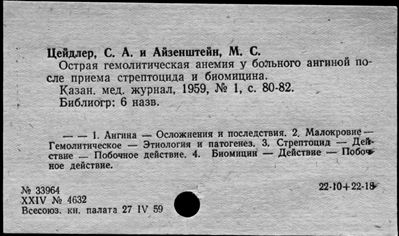 Цейдлер, С. А. и Айзенштейн, М. С.
Острая гемолитическая анемия у больного ангиной по-
сле приема стрептоцида и биомицина.
Казан. мед. журнал, 1959, № 1, с. 80-82.
Библиогр: 6 назв.
— — 1. Ангина — Осложнения и последствия. 2. Малокровие —
Гемолитическое — Этиология и патогенез. 3. Стрептоцид — Дей-
ствие — Побочное действие. 4. Биомицин — Действие — Побоч-
ное действие.
№ 33964
22-10+22-18
XXIV № 4632
Всесоюз. кн. палата 27 IV 59